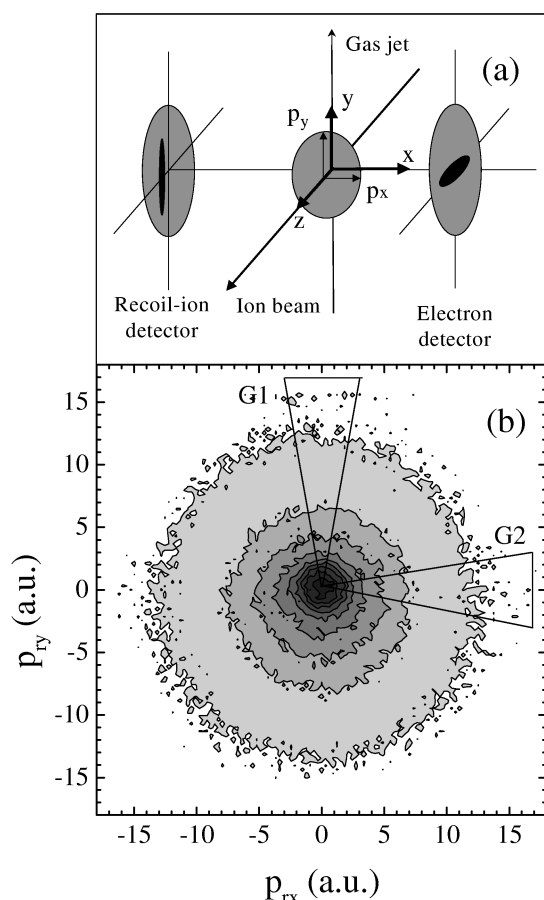 Gas jet
(a)
y
p_y
x
p_x
z
Recoil-ion
detector
Ion beam
Electron
detector
G1
(b)
G2
15
10
5
0
-5
-10
-15
p_ry (a.u.)
-15 -10 -5 0 5 10 15
p_rx (a.u.)